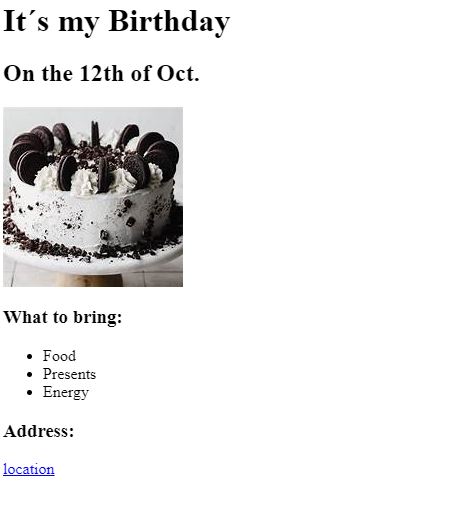 It´s my Birthday
On the 12th of Oct.
What to bring:
Food
Presents
Energy
Address:
location